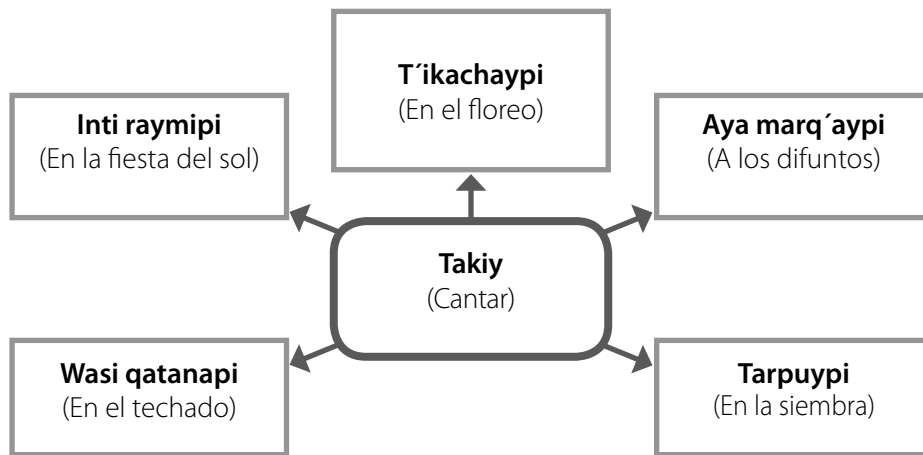 T´ikachaypi
(En el floreo)
Inti raymipi
(En la fiesta del sol)
Aya marq´aypi
(A los difuntos)
Takiy
(Cantar)
Wasi qatanapi
(En el techado)
Tarpuypi
(En la siembra)